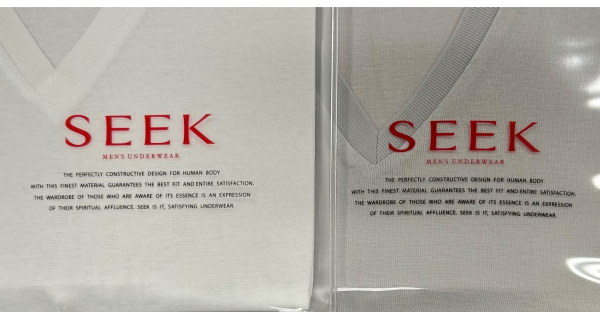 SEEK
MEN'S UNDERWEAR
THE PERFECTLY CONSTRUCTIVE DESIGN FOR HUMAN BODY
WITH THIS FINEST MATERIAL GUARANTEES THE BEST FIT AND ENTIRE SATISFACTION.
THE WARDROBE OF THOSE WHO ARE AWARE OF ITS ESSENCE IS AN EXPRESSION
OF THEIR SPIRITUAL AFFLUENCE. SEEK IS IT, SATISFYING UNDERWEAR.
SEEK
MEN'S UNDERWEAR
THE PERFECTLY CONSTRUCTIVE DESIGN FOR HUMAN BODY
WITH THIS FINEST MATERIAL GUARANTEES THE BEST FIT AND ENTIRE SATISFACTION.
THE WARDROBE OF THOSE WHO ARE AWARE OF ITS ESSENCE IS AN EXPRESSION
OF THEIR SPIRITUAL AFFLUENCE. SEEK IS IT, SATISFYING UNDERWEAR.